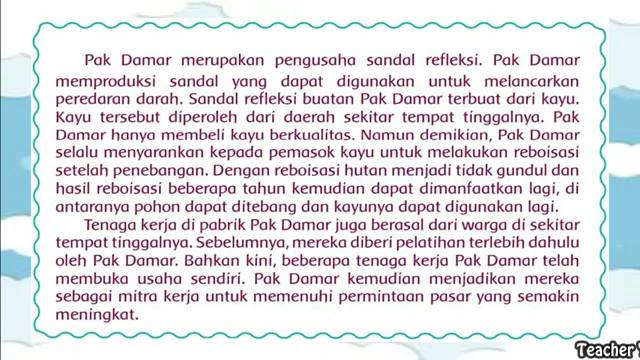 Pak Damar merupakan pengusaha sandal refleksi. Pak Damar
memproduksi sandal yang dapat digunakan untuk melancarkan
peredaran darah. Sandal refleksi buatan Pak Damar terbuat dari kayu.
Kayu tersebut diperoleh dari daerah sekitar tempat tinggalnya. Pak
Damar hanya membeli kayu berkualitas. Namun demikian, Pak Damar
selalu menyarankan kepada pemasok kayu untuk melakukan reboisasi
setelah penebangan. Dengan reboisasi hutan menjadi tidak gundul dan
hasil reboisasi beberapa tahun kemudian dapat dimanfaatkan lagi, di
antaranya pohon dapat ditebang dan kayunya dapat digunakan lagi.
Tenaga kerja di pabrik Pak Damar juga berasal dari warga di sekitar
tempat tinggalnya. Sebelumnya, mereka diberi pelatihan terlebih dahulu
oleh Pak Damar. Bahkan kini, beberapa tenaga kerja Pak Damar telah
membuka usaha sendiri. Pak Damar kemudian menjadikan mereka
sebagai mitra kerja untuk memenuhi permintaan pasar yang semakin
meningkat.
Teacher